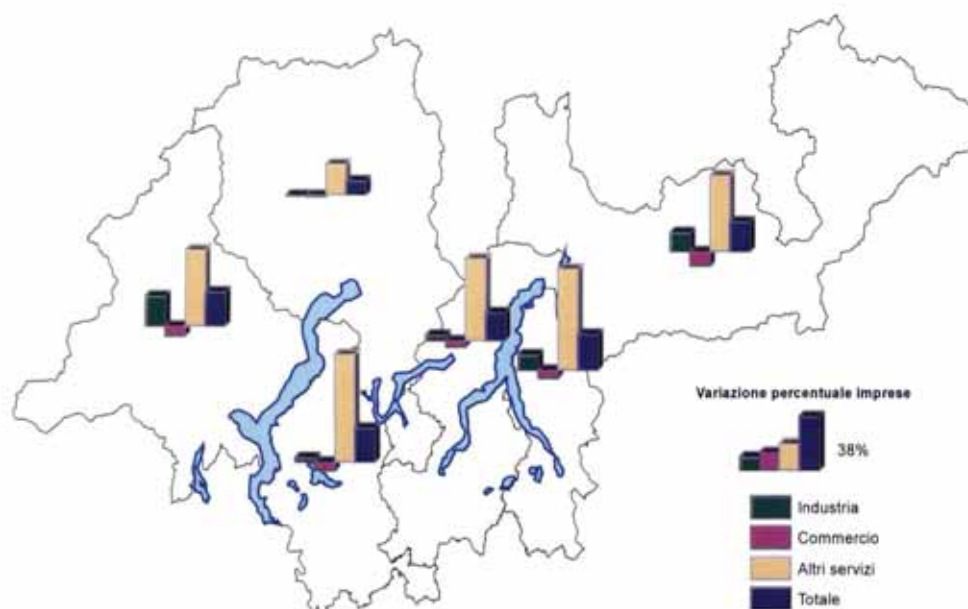 Variazione percentuale imprese
38%
Industria
Commercio
Altri servizi
Totale